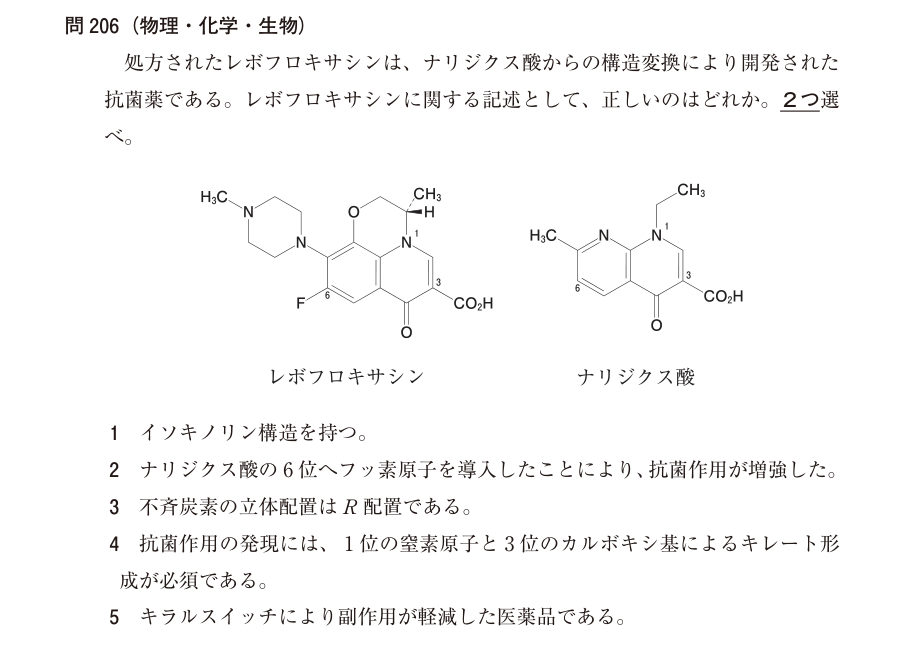 問 206（物理・化学・生物）
処方されたレボフロキサシンは、ナリジクス酸からの構造変換により開発された
抗菌薬である。レボフロキサシンに関する記述として、正しいのはどれか。２つ選
べ。
H₃C
N
N
O
CH₃
H
N
1
F
6
3
CO₂H
O
レボフロキサシン
CH₃
H₃C
N
N
1
6
3
CO₂H
O
ナリジクス酸
1 イソキノリン構造を持つ。
2 ナリジクス酸の６位へフッ素原子を導入したことにより、抗菌作用が増強した。
3 不斉炭素の立体配置は R 配置である。
4 抗菌作用の発現には、１位の窒素原子と３位のカルボキシ基によるキレート形
成が必須である。
5 キラルスイッチにより副作用が軽減した医薬品である。